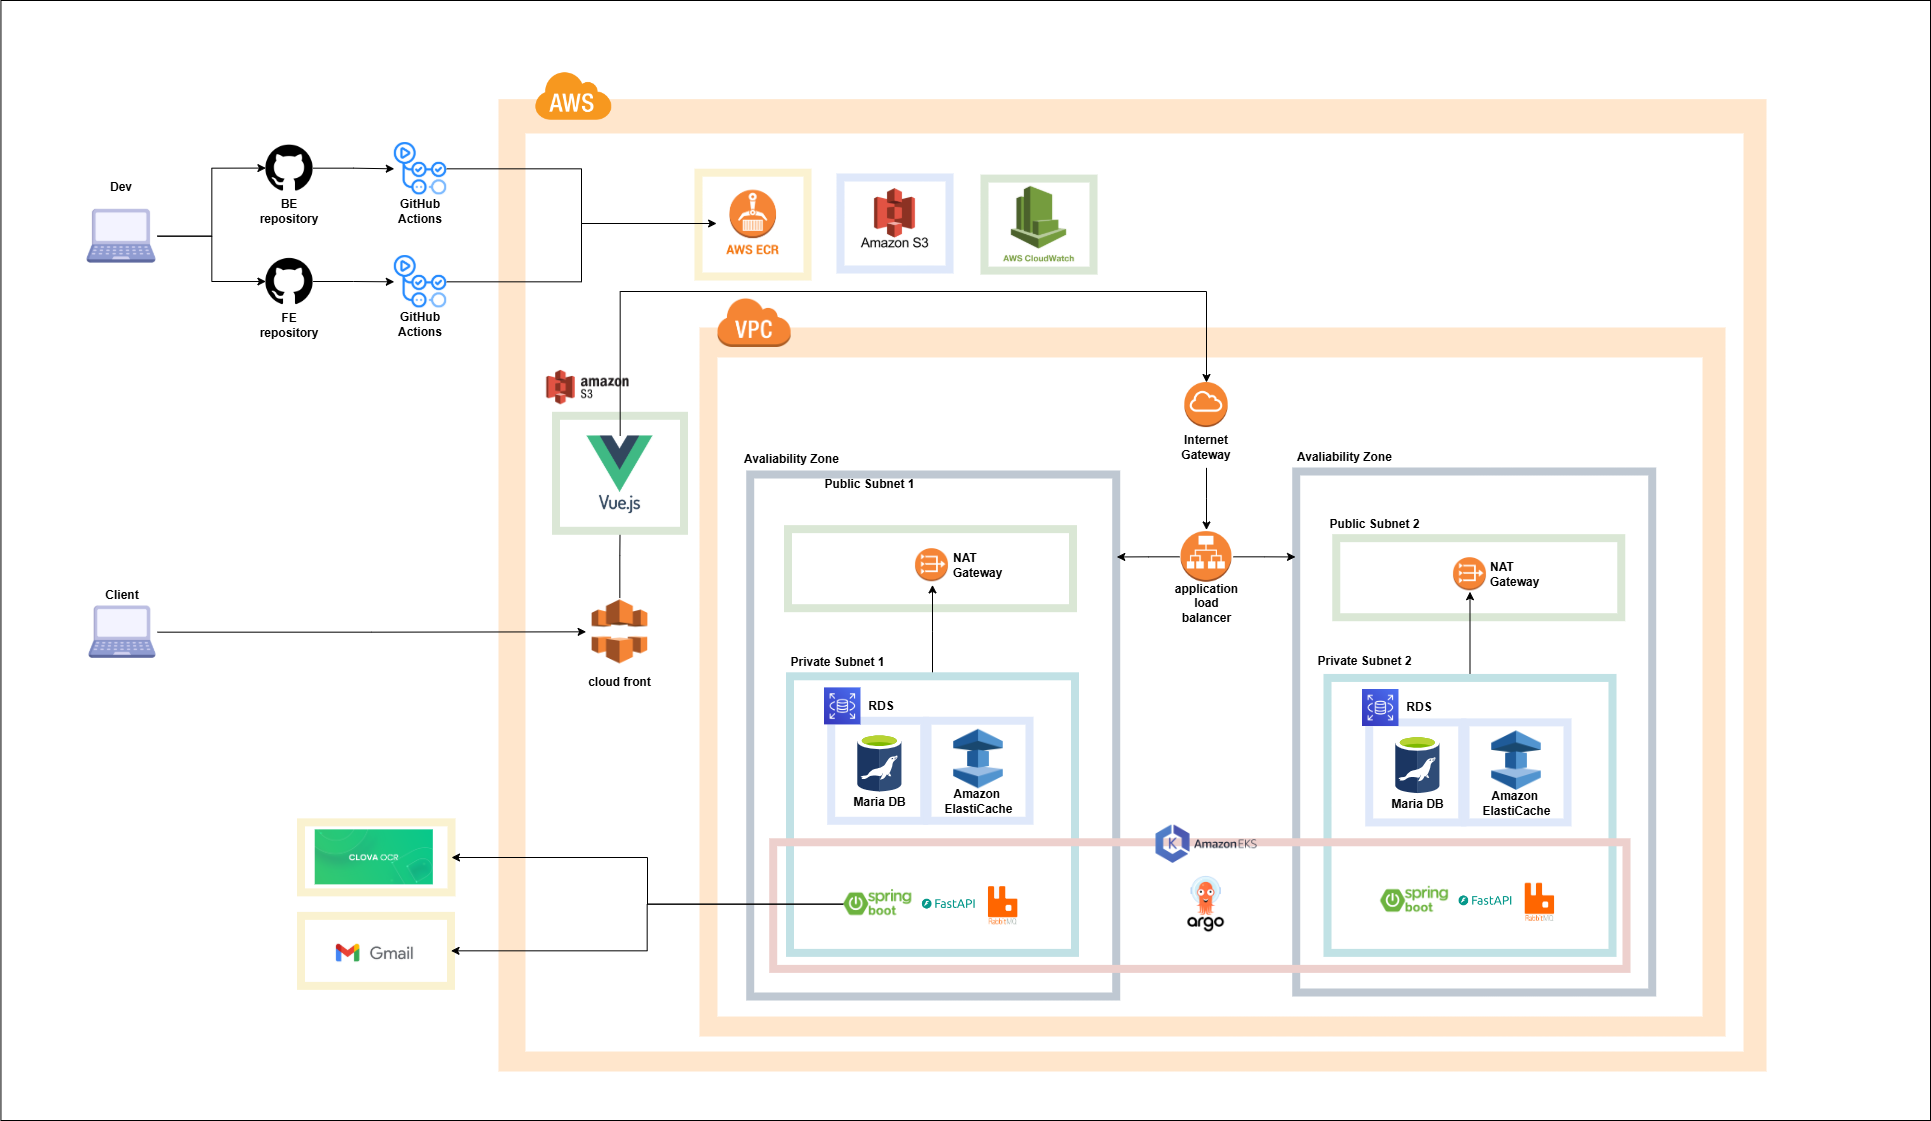 AWS
Dev
BE
repository
GitHub
Actions
FE
repository
GitHub
Actions
AWS ECR
Amazon S3
AWS CloudWatch
VPC
amazon
S3
Vue.js
Internet
Gateway
Avaliability Zone
Public Subnet 1
NAT
Gateway
application
load
balancer
Avaliability Zone
Public Subnet 2
NAT
Gateway
Client
cloud front
Private Subnet 1
RDS
Maria DB
Amazon
ElastiCache
Private Subnet 2
RDS
Maria DB
Amazon
ElastiCache
Amazon EKS
CLOVA OCR
Gmail
spring
boot
FastAPI
RabbitMQ
argo
spring
boot
FastAPI
RabbitMQ